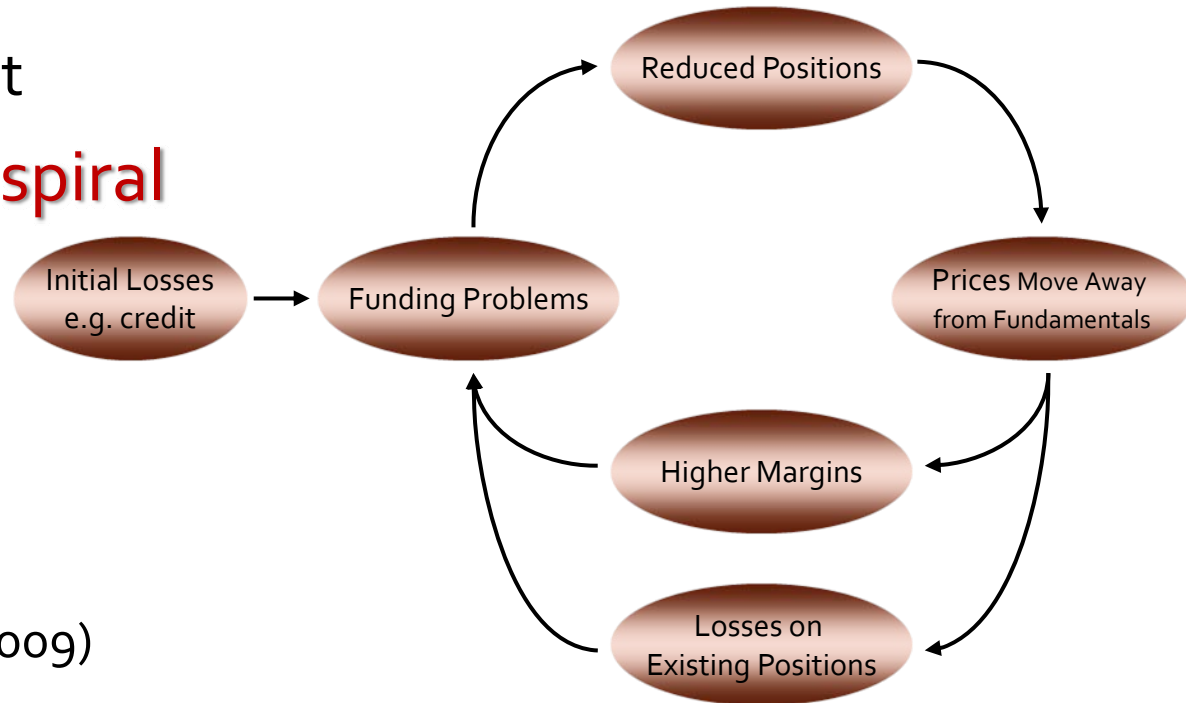 t
spiral
Reduced Positions
Initial Losses
e.g. credit
Funding Problems
Prices Move Away
from Fundamentals
Higher Margins
Losses on
Existing Positions
009)